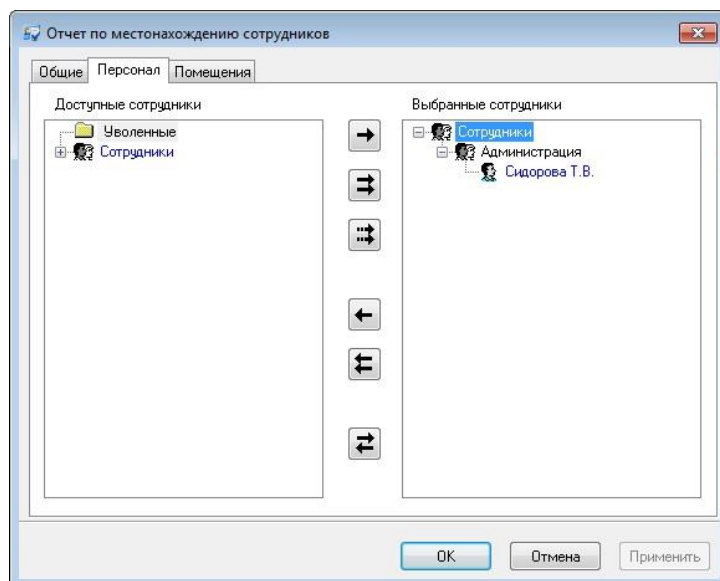 Отчет по местонахождению сотрудников
Общие
Персонал
Помещения
Доступные сотрудники
Выбранные сотрудники
Уволенные
Сотрудники
Сотрудники
Администрация
Сидорова Т.В.
OK
Отмена
Применить